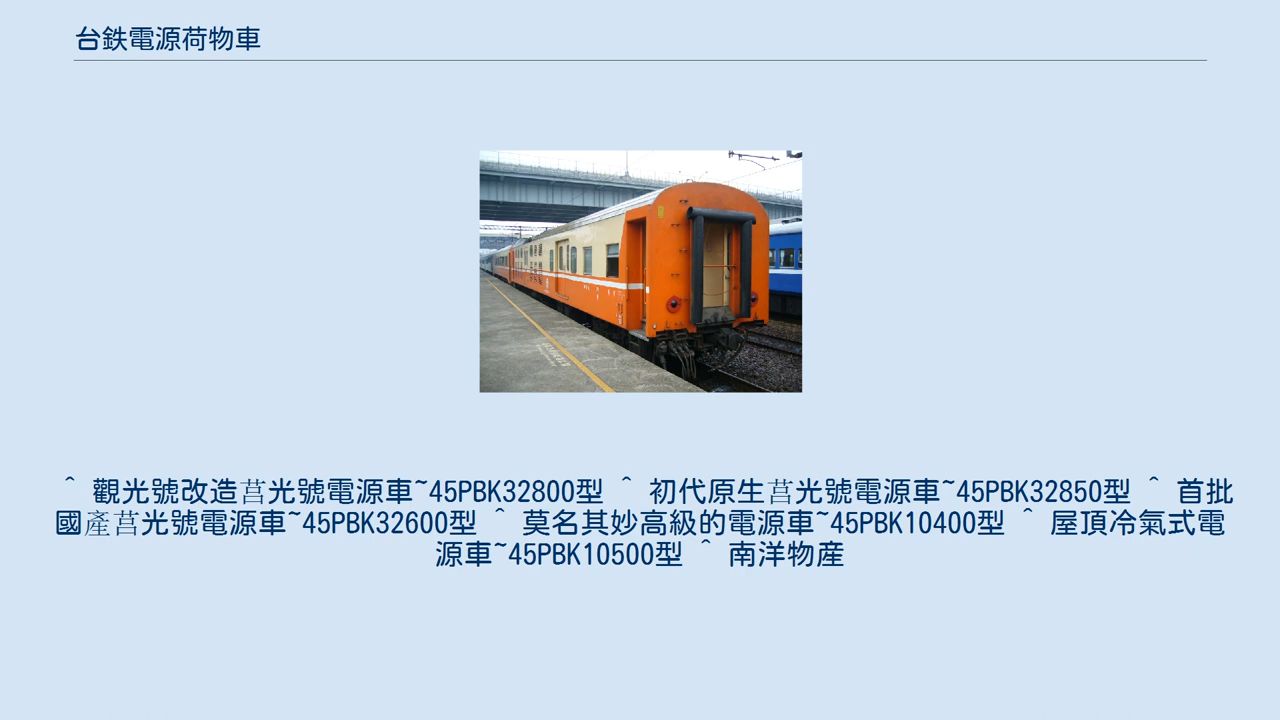 台鉄電源荷物車
^ 觀光號改造莒光號電源車~45PBK32800型 ^ 初代原生莒光號電源車~45PBK32850型 ^ 首批
國產莒光號電源車~45PBK32600型 ^ 莫名其妙高級的電源車~45PBK10400型 ^ 屋頂冷氣式電
源車~45PBK10500型 ^ 南洋物産